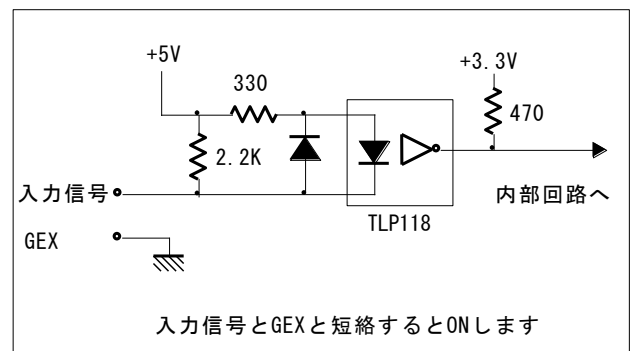 +5V
+3.3V
330
470
2.2K
入力信号
内部回路へ
TLP118
GEX
入力信号とGEXと短絡するとONします